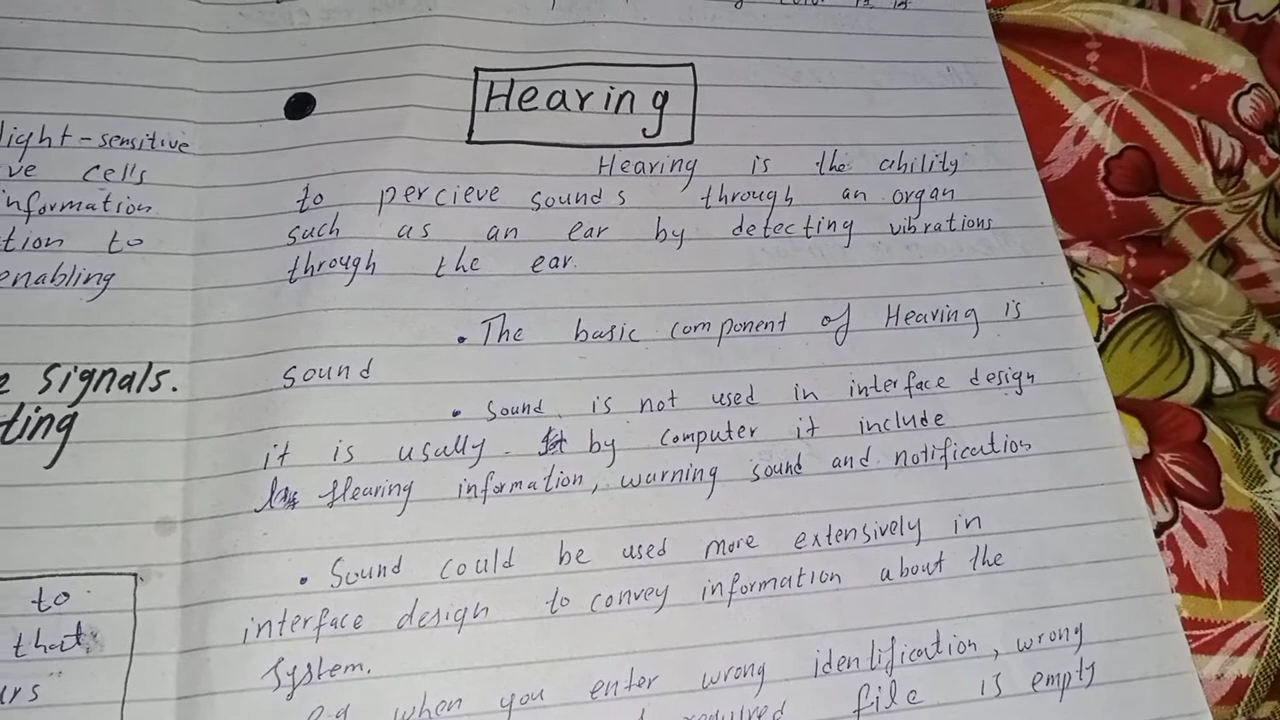 light-sensitive
ve cells
information
tion to
enabling
signals.
ting
to
that
urs
Hearing
Hearing is the ability
to percieve sounds through an organ
such as an ear by detecting vibrations
through the ear.
• The basic component of Hearing is
sound
• Sound is not used in interface design
it is usally by computer it include
Hearing information, warning sound and notification
• Sound could be used more extensively in
interface design to convey information about the
system.
e.g when you enter wrong identification, wrong
required file is empty